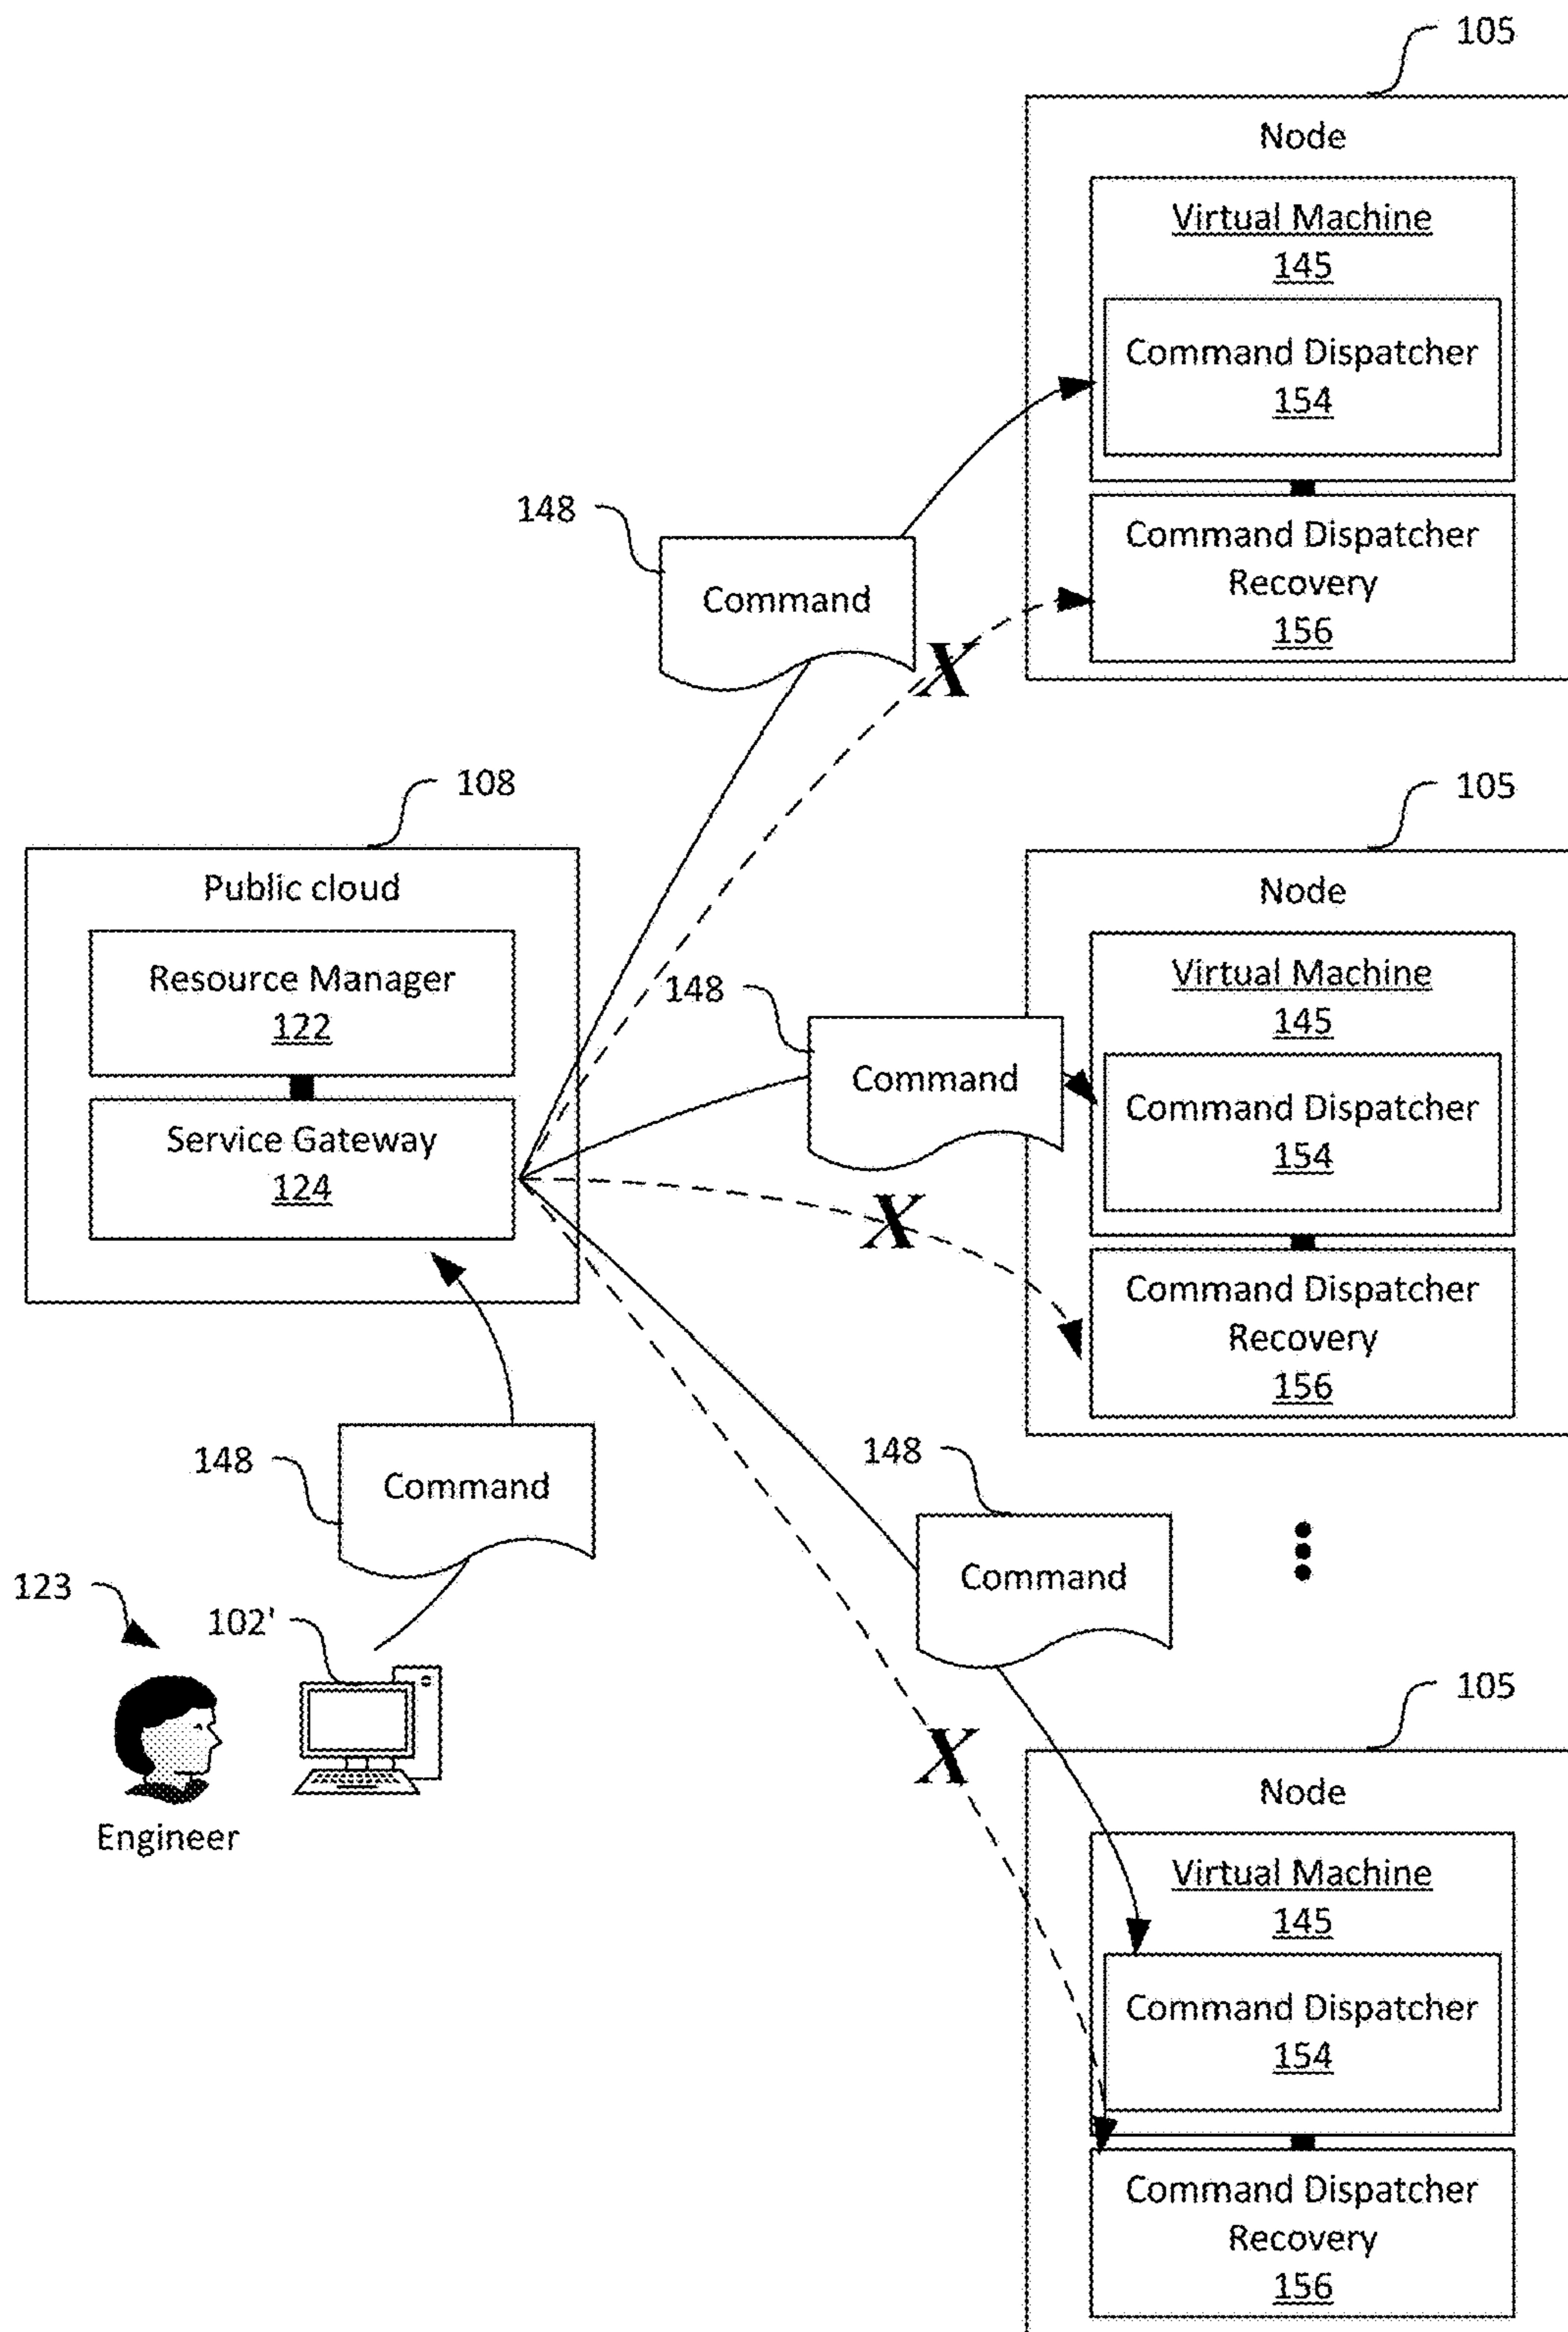 105
Node
Virtual Machine
145
Command Dispatcher
154
Command Dispatcher
Recovery
156
148
Command
X
108
Public cloud
Resource Manager
122
Service Gateway
124
105
Node
Virtual Machine
145
Command Dispatcher
154
Command Dispatcher
Recovery
156
148
Command
X
148
Command
148
Command
123
102'
Engineer
X
105
Node
Virtual Machine
145
Command Dispatcher
154
Command Dispatcher
Recovery
156